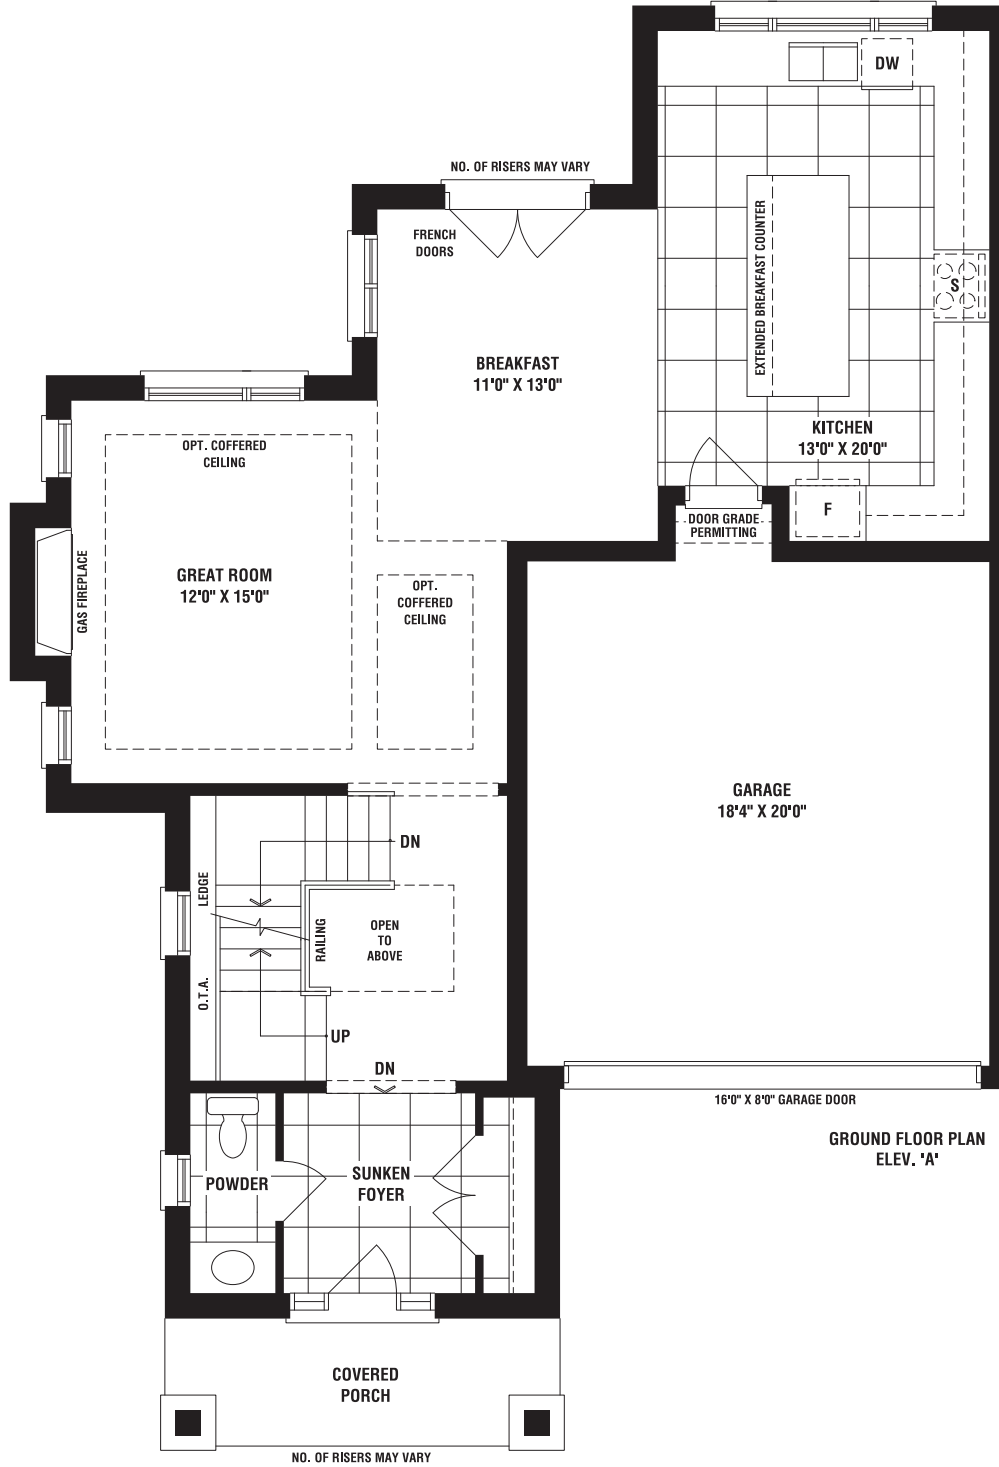 DW
NO. OF RISERS MAY VARY
FRENCH
DOORS
EXTENDED BREAKFAST COUNTER
S
BREAKFAST
11'0" X 13'0"
KITCHEN
13'0" X 20'0"
OPT. COFFERED
CEILING
F
DOOR GRADE
PERMITTING
GAS FIREPLACE
GREAT ROOM
12'0" X 15'0"
OPT.
COFFERED
CEILING
GARAGE
18'4" X 20'0"
DN
LEDGE
RAILING
OPEN
TO
ABOVE
O.T.A.
UP
DN
16'0" X 8'0" GARAGE DOOR
GROUND FLOOR PLAN
ELEV. 'A'
POWDER
SUNKEN
FOYER
COVERED
PORCH
NO. OF RISERS MAY VARY